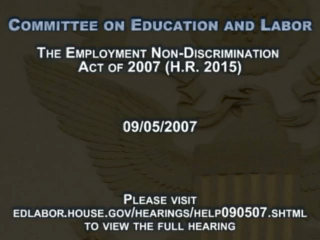 Committee on Education and Labor
The Employment Non-Discrimination
Act of 2007 (H.R. 2015)
09/05/2007
Please visit
edlabor.house.gov/hearings/help090507.shtml
to view the full hearing